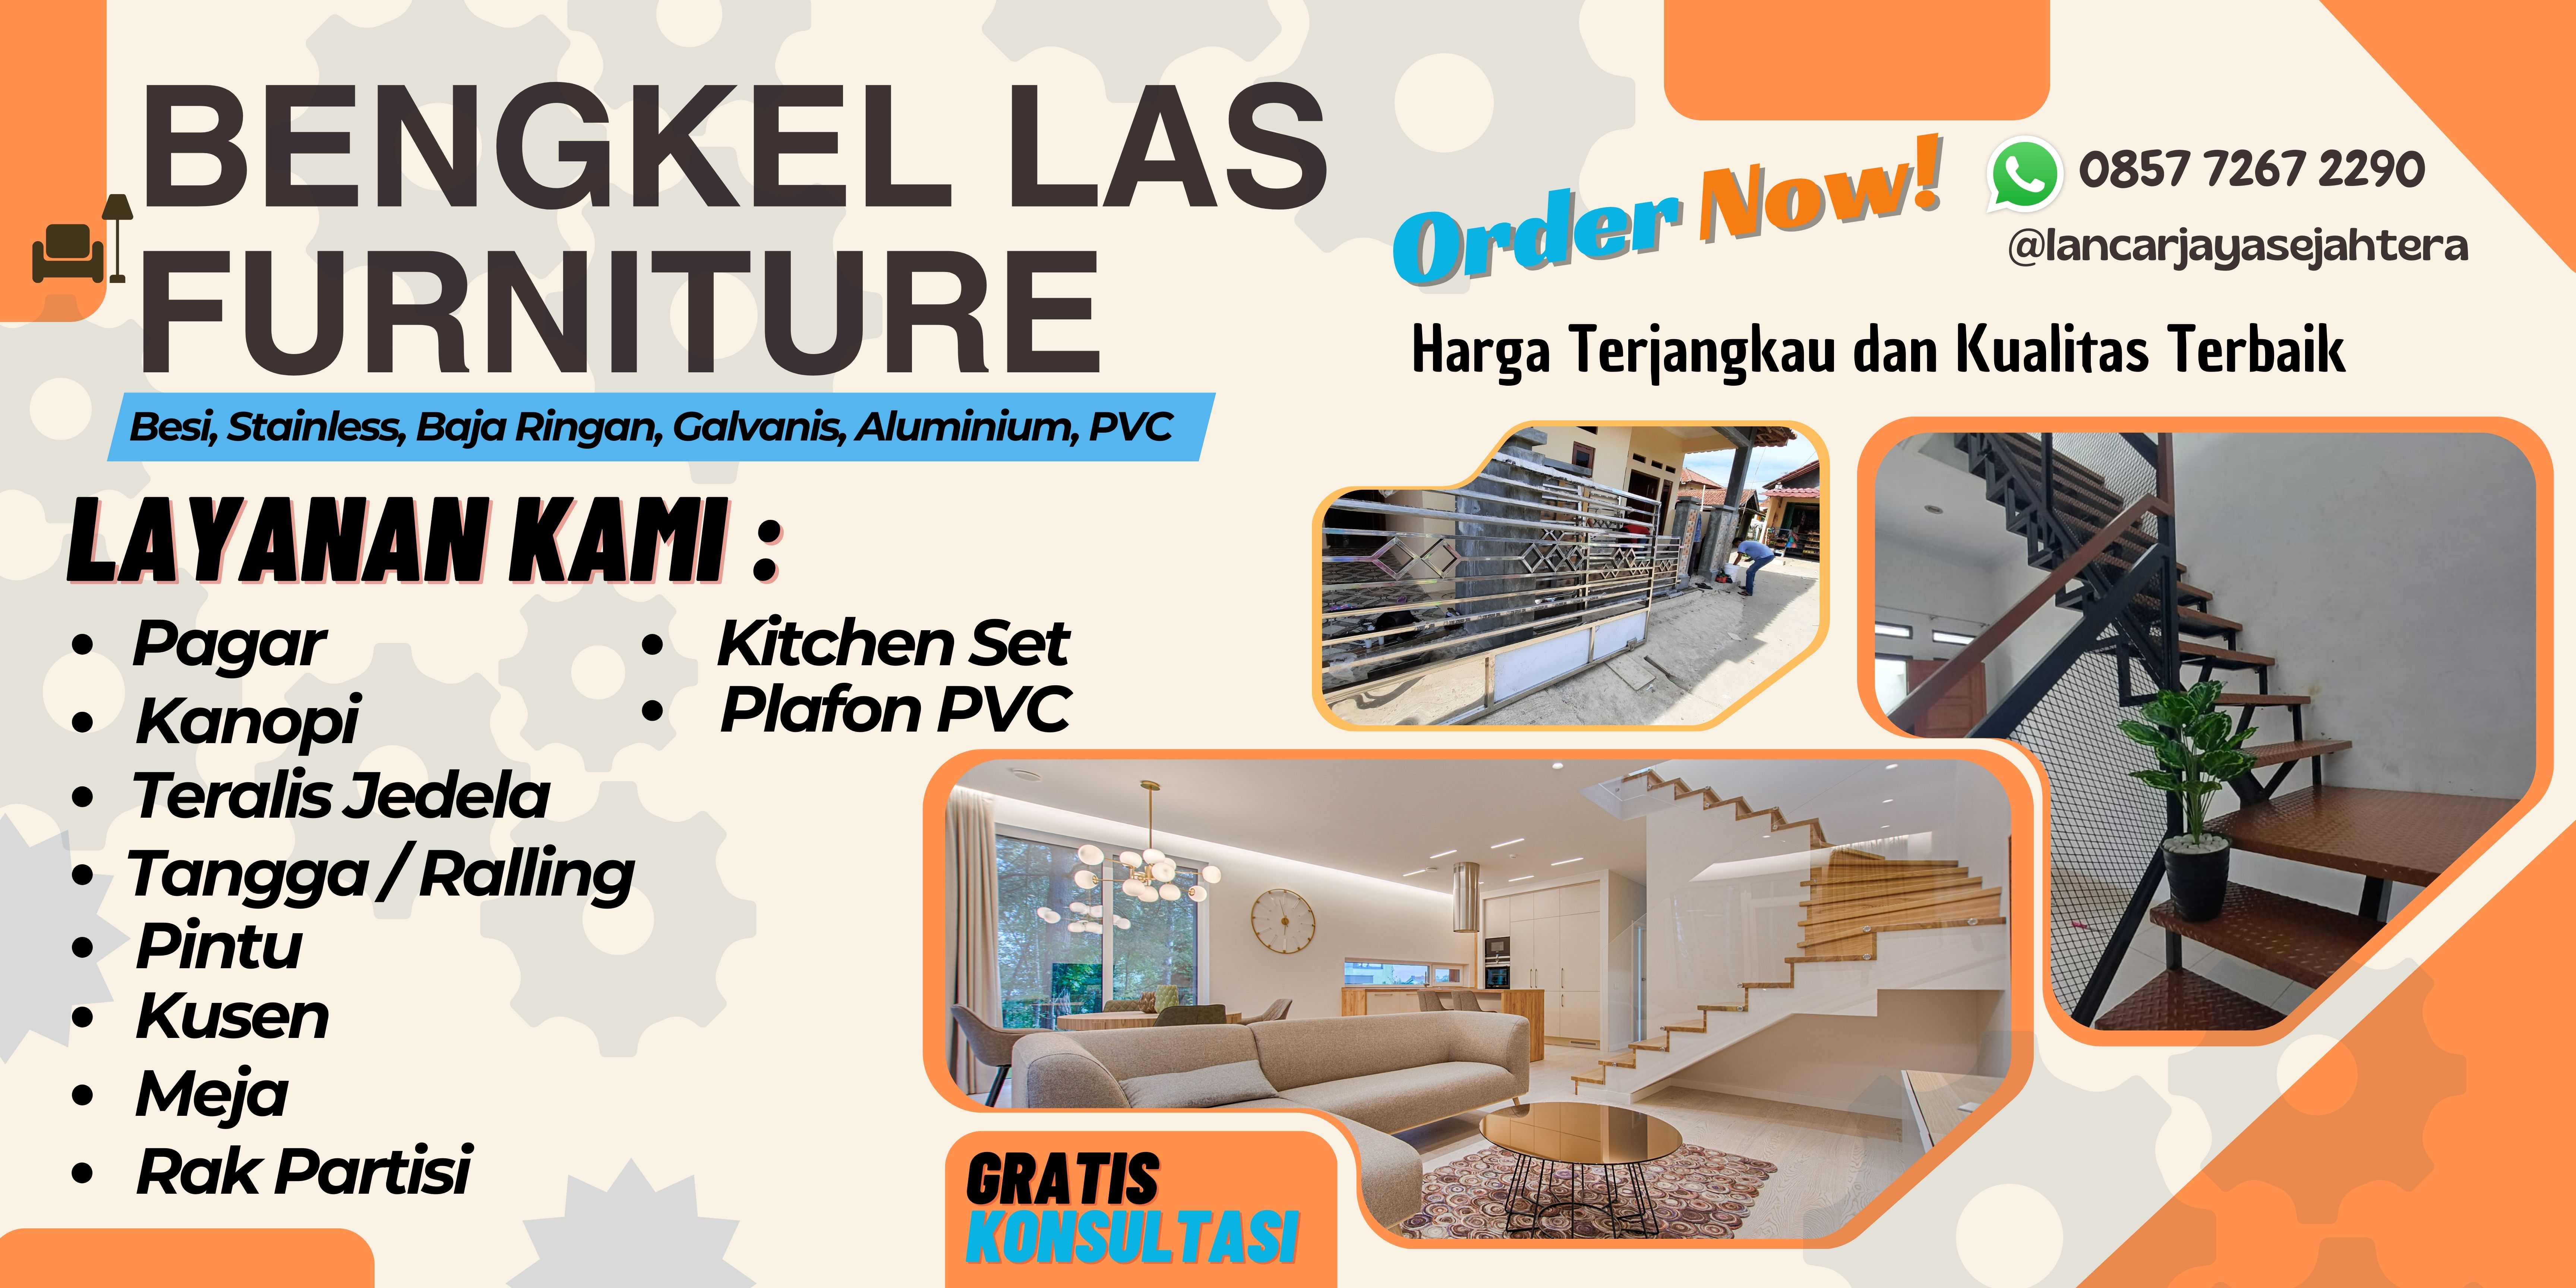 BENGKEL LAS
FURNITURE
Besi, Stainless, Baja Ringan, Galvanis, Aluminium, PVC
LAYANAN KAMI :
• Pagar
• Kanopi
• Teralis Jedela
• Tangga / Ralling
• Pintu
• Kusen
• Meja
• Rak Partisi
• Kitchen Set
• Plafon PVC
Order Now!
0857 7267 2290
@lancarjayasejahtera
Harga Terjangkau dan Kualitas Terbaik
GRATIS
KONSULTASI